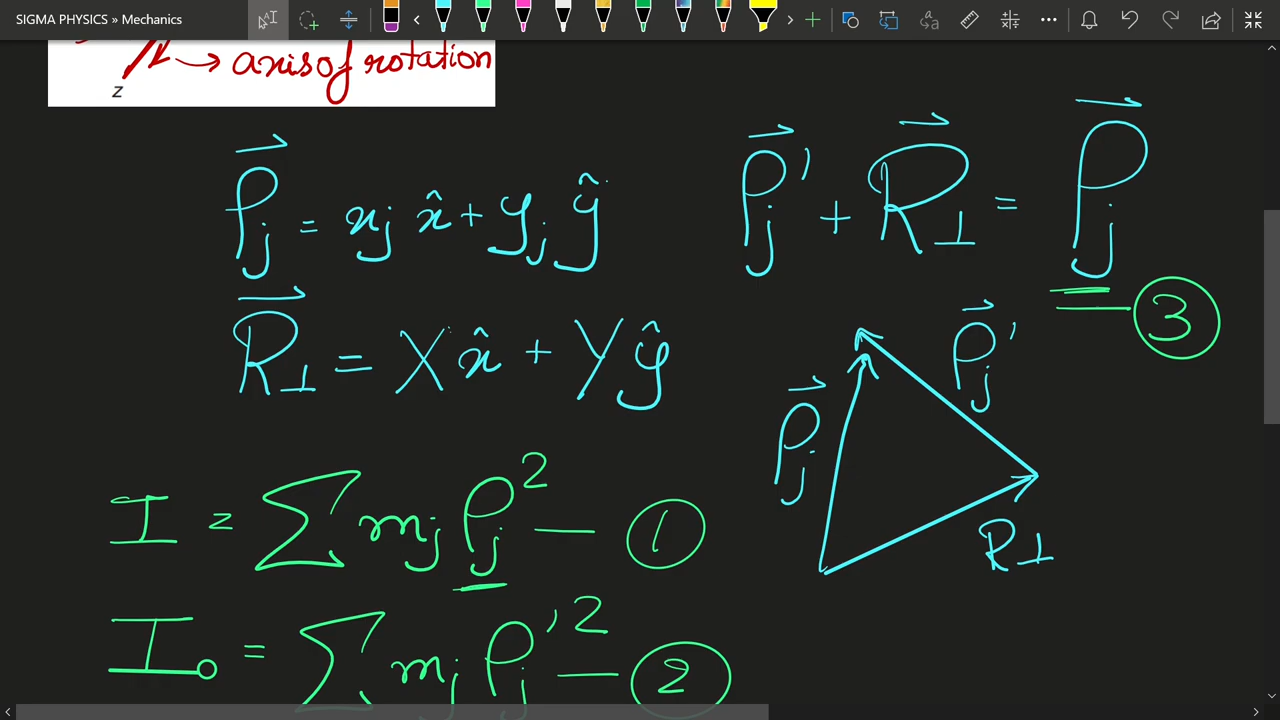 SIGMA PHYSICS » Mechanics
→ axis of rotation
z
ρ⃗j = xj x̂ + yj ŷ
R⃗⊥ = X x̂ + Y ŷ
ρ⃗j' + R⃗⊥ = ρ⃗j — ③
ρ⃗j'
ρ⃗j
R⊥
I = ∑ mj ρj² — ①
I₀ = ∑ mj ρj'² — ②